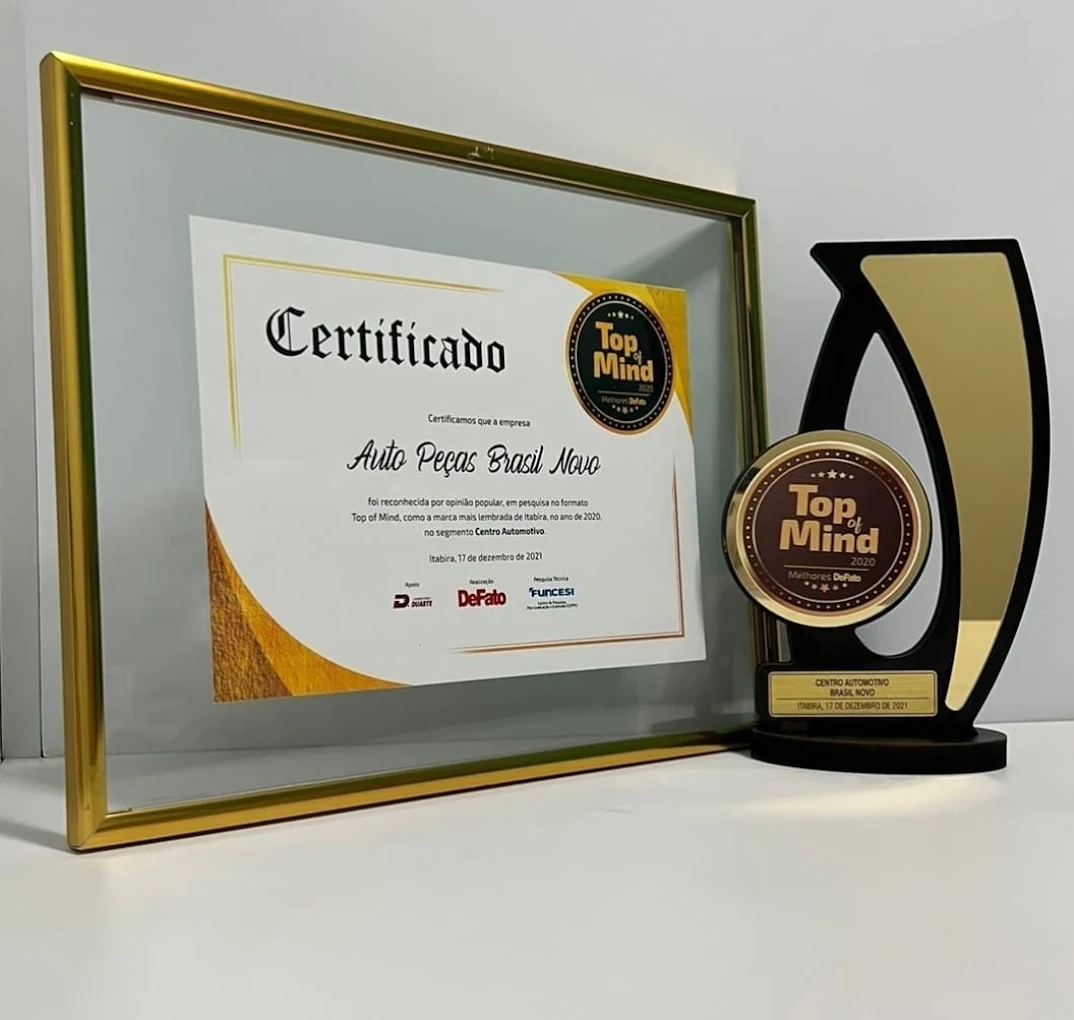 Certificado
Top
of
Mind
2020
Melhores DeFato
Certificamos que a empresa
Auto Peças Brasil Novo
foi reconhecida por opinião popular, em pesquisa no formato
Top of Mind, como a marca mais lembrada de Itabira, no ano de 2020,
no segmento Centro Automotivo.
Itabira, 17 de dezembro de 2021
Apoio
DUARTE
Realização
DeFato
Pesquisa Técnica
FUNCESI
Top
of
Mind
2020
Melhores DeFato
CENTRO AUTOMOTIVO
BRASIL NOVO
ITABIRA, 17 DE DEZEMBRO DE 2021